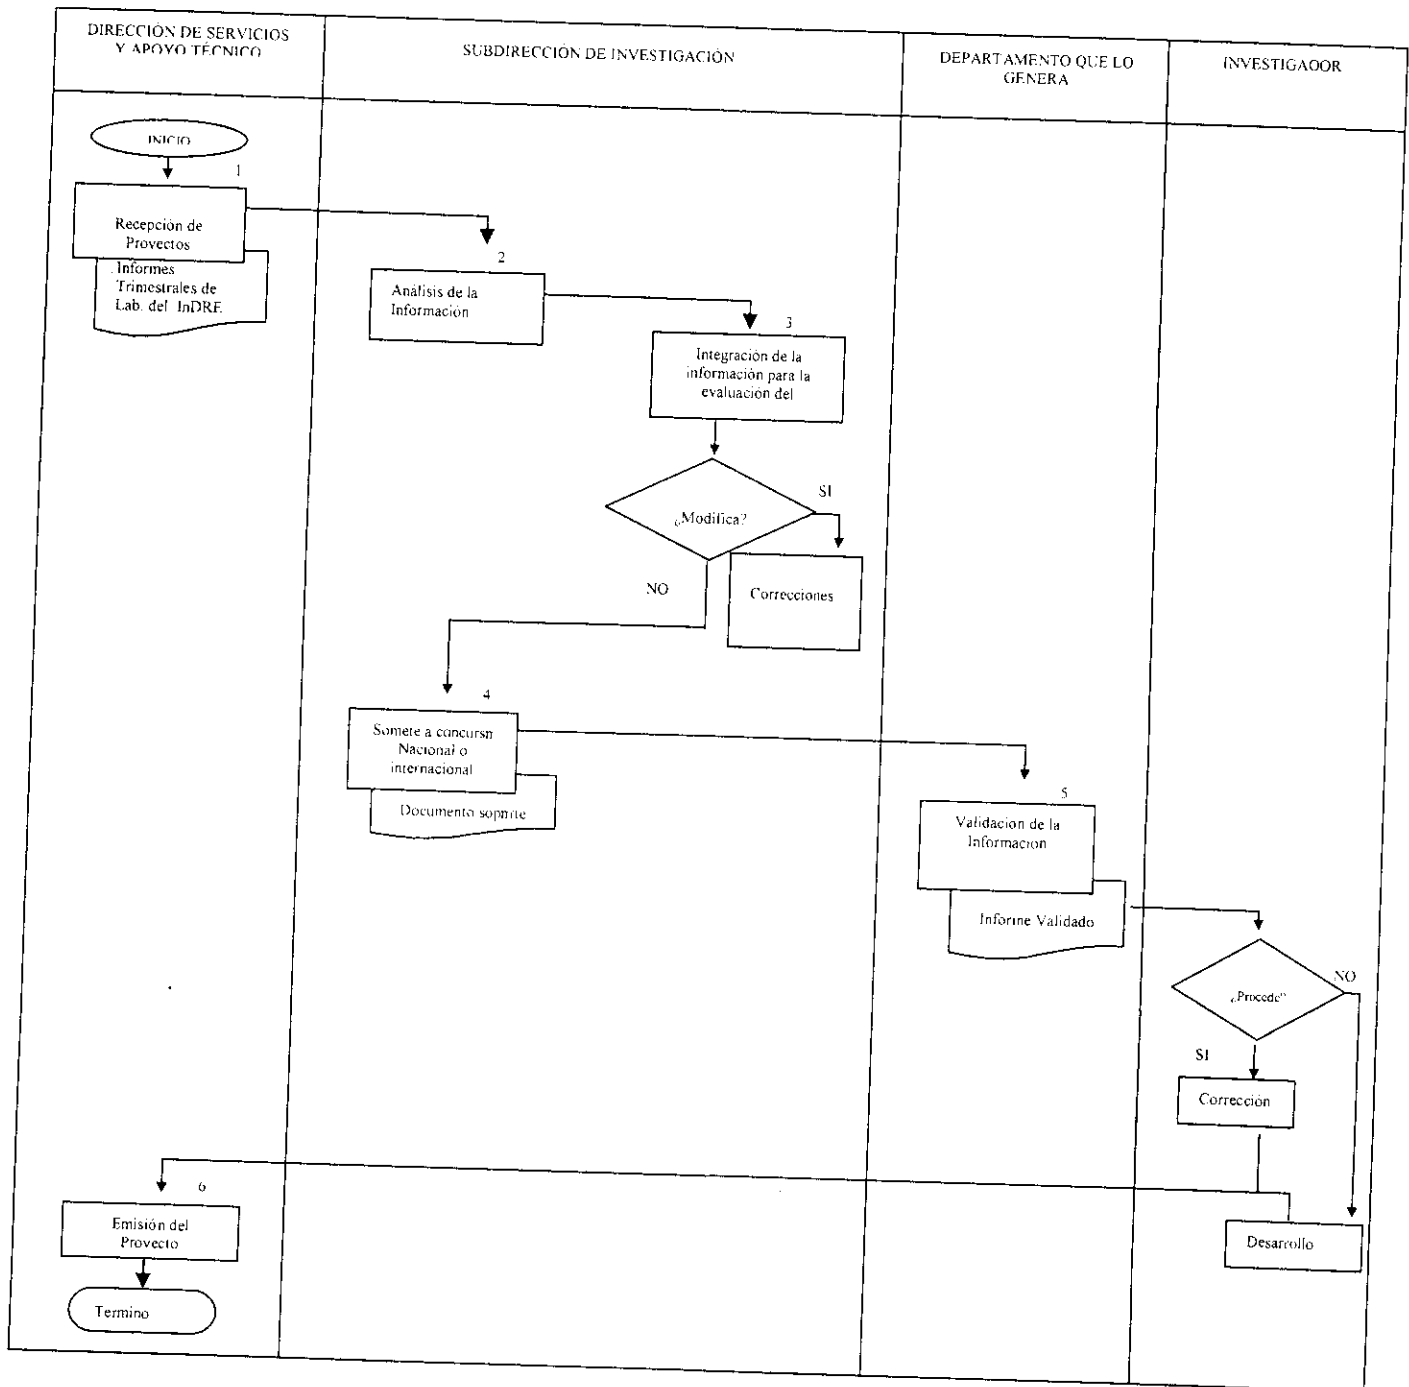 DIRECCIÓN DE SERVICIOS
Y APOYO TÉCNICO
SUBDIRECCIÓN DE INVESTIGACIÓN
DEPARTAMENTO QUE LO
GENERA
INVESTIGADOR
INICIO
1
Recepción de
Proyectos
Informes
Trimestrales de
Lab. del InDRE
2
Análisis de la
Información
3
Integración de la
información para la
evaluación del
¿Modifica?
SI
NO
Correcciones
4
Somete a concurso
Nacional o
internacional
Documento soporte
5
Validacion de la
Informacion
Informe Validado
¿Procede?
NO
SI
Corrección
Desarrollo
6
Emisión del
Proyecto
Termino